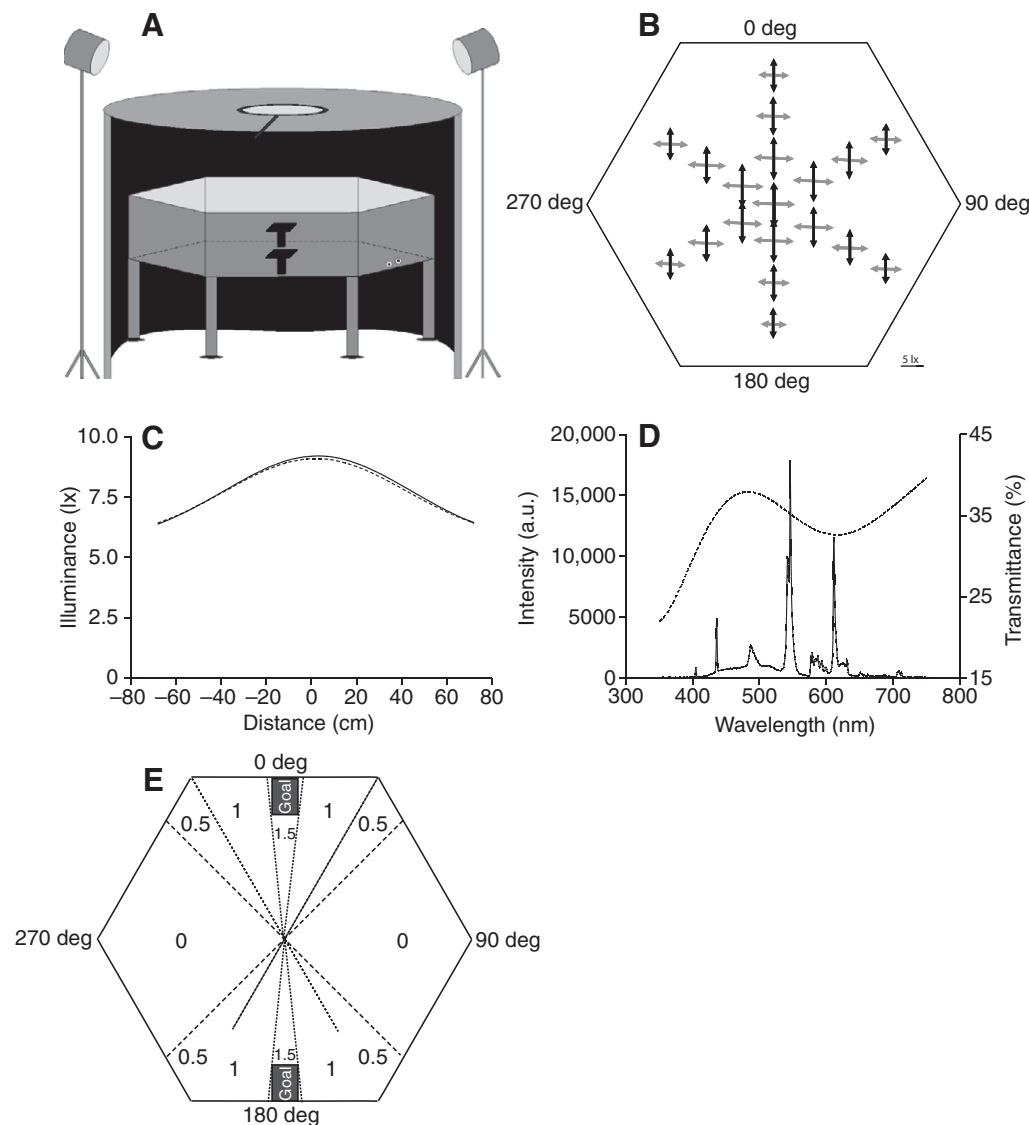 A
B
0 deg
270 deg
90 deg
180 deg
5 lx
C
10.0
7.5
5.0
2.5
0
Illuminance (lx)
–80 –60 –40 –20 0 20 40 60 80
Distance (cm)
D
20,000
15,000
10,000
5000
0
Intensity (a.u.)
45
35
25
15
Transmittance (%)
300 400 500 600 700 800
Wavelength (nm)
E
0 deg
Goal
0.5 1 1.5 1 0.5
270 deg 0 0 90 deg
0.5 1 1.5 1 0.5
Goal
180 deg